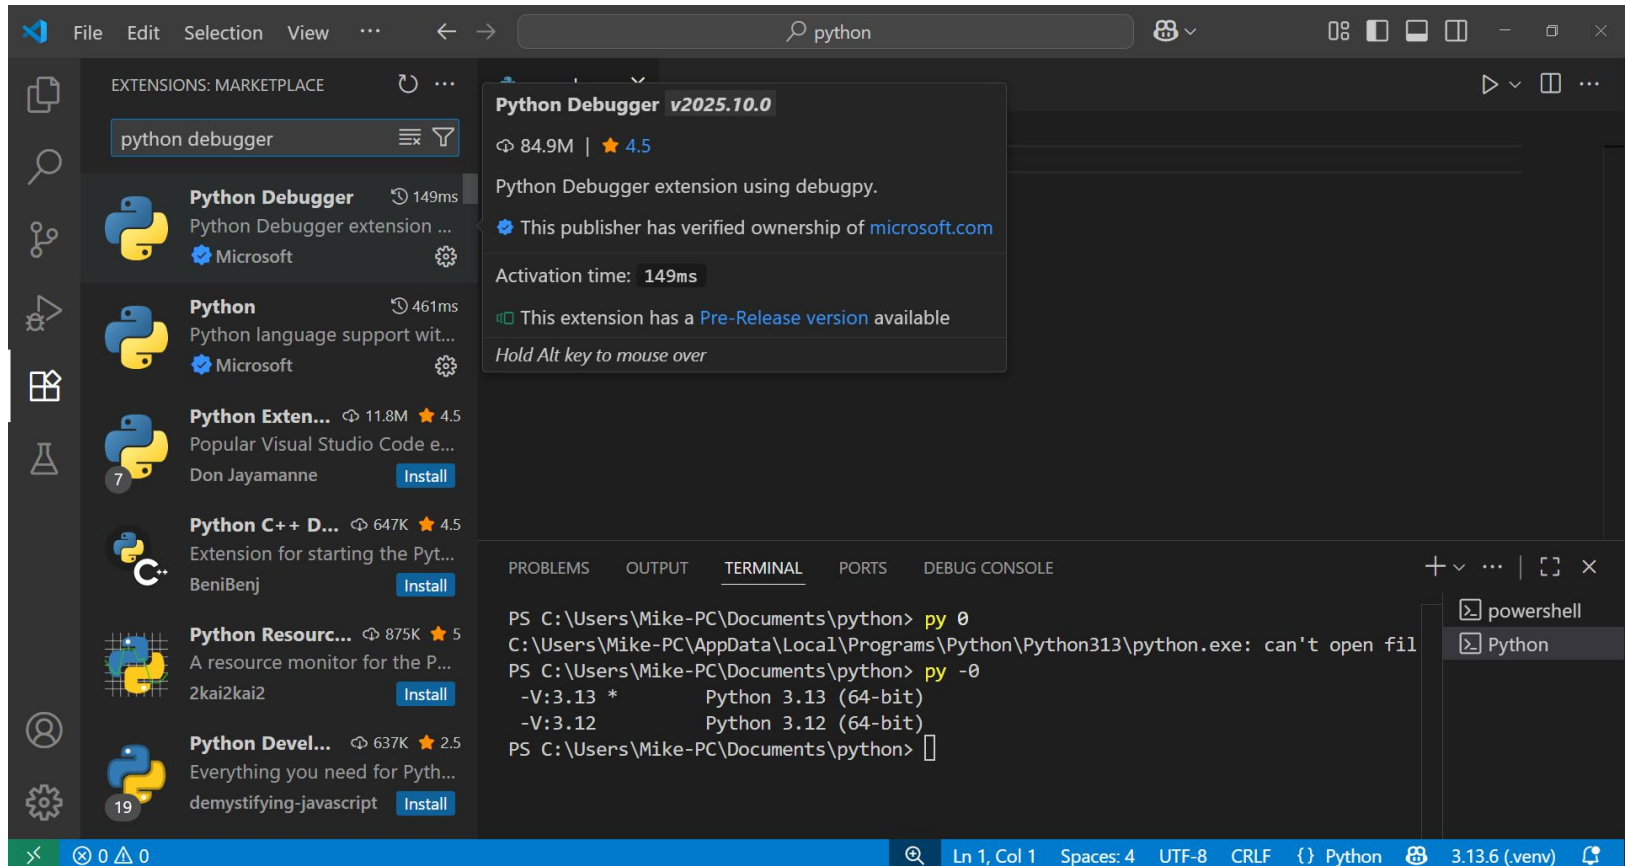 File Edit Selection View ··· python
EXTENSIONS: MARKETPLACE
python debugger
Python Debugger 149ms
Python Debugger extension ...
Microsoft
Python 461ms
Python language support wit...
Microsoft
Python Exten... 11.8M 4.5
Popular Visual Studio Code e...
7
Don Jayamanne Install
Python C++ D... 647K 4.5
Extension for starting the Pyt...
C++
BeniBenj Install
Python Resourc... 875K 5
A resource monitor for the P...
2kai2kai2 Install
Python Devel... 637K 2.5
Everything you need for Pyth...
19
demystifying-javascript Install
Python Debugger v2025.10.0
84.9M | 4.5
Python Debugger extension using debugpy.
This publisher has verified ownership of microsoft.com
Activation time: 149ms
This extension has a Pre-Release version available
Hold Alt key to mouse over
PROBLEMS OUTPUT TERMINAL PORTS DEBUG CONSOLE
PS C:\Users\Mike-PC\Documents\python> py 0
C:\Users\Mike-PC\AppData\Local\Programs\Python\Python313\python.exe: can't open fil
PS C:\Users\Mike-PC\Documents\python> py -0
-V:3.13 * Python 3.13 (64-bit)
-V:3.12 Python 3.12 (64-bit)
PS C:\Users\Mike-PC\Documents\python>
powershell
Python
0 0 Ln 1, Col 1 Spaces: 4 UTF-8 CRLF {} Python 3.13.6 (.venv)